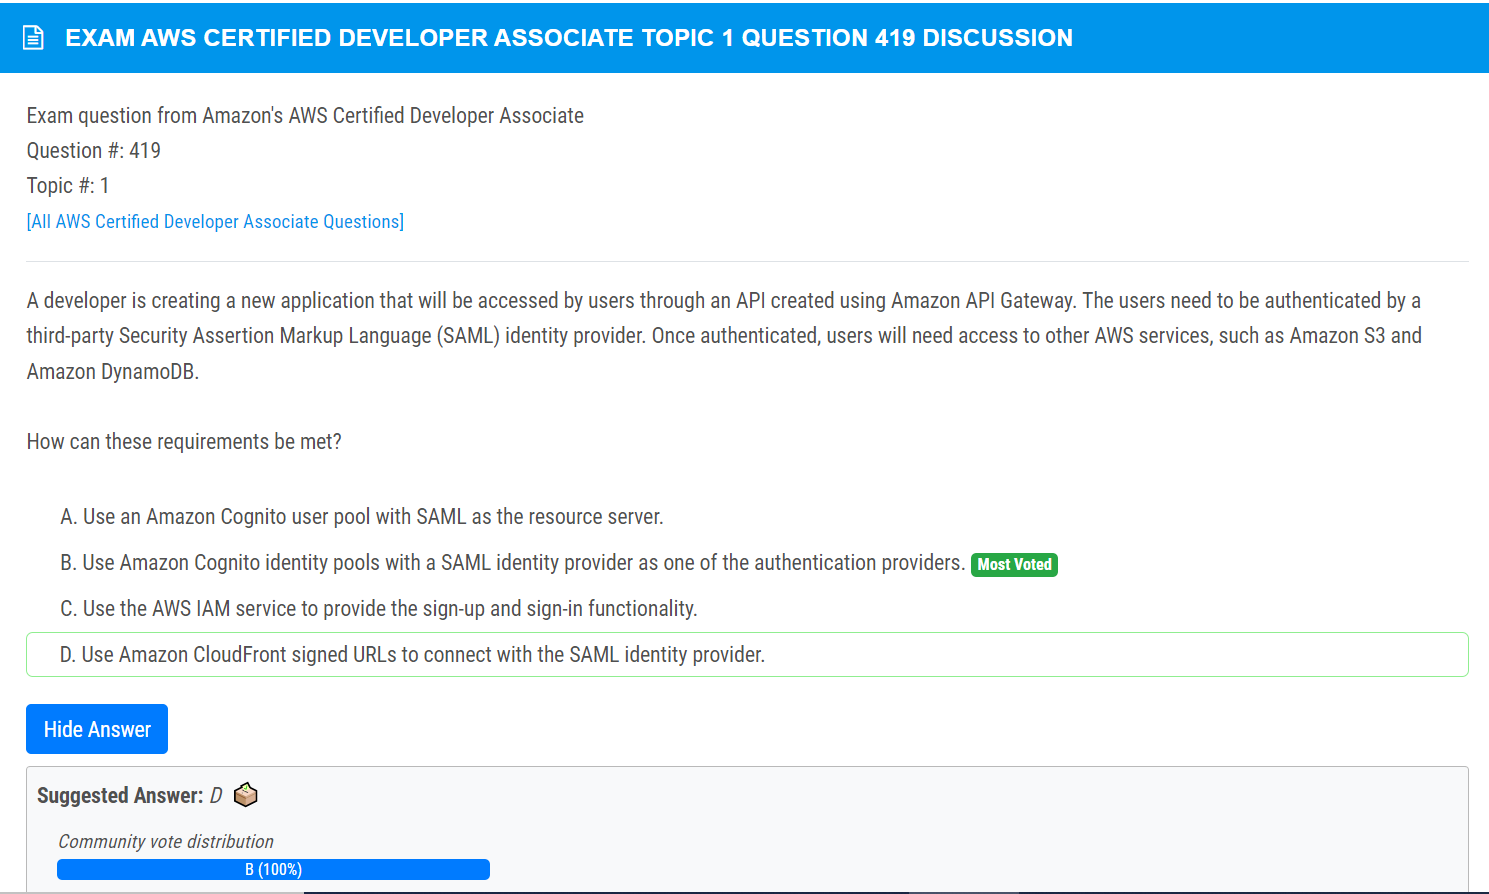 EXAM AWS CERTIFIED DEVELOPER ASSOCIATE TOPIC 1 QUESTION 419 DISCUSSION
Exam question from Amazon's AWS Certified Developer Associate
Question #: 419
Topic #: 1
[All AWS Certified Developer Associate Questions]
A developer is creating a new application that will be accessed by users through an API created using Amazon API Gateway. The users need to be authenticated by a
third-party Security Assertion Markup Language (SAML) identity provider. Once authenticated, users will need access to other AWS services, such as Amazon S3 and
Amazon DynamoDB.
How can these requirements be met?
A. Use an Amazon Cognito user pool with SAML as the resource server.
B. Use Amazon Cognito identity pools with a SAML identity provider as one of the authentication providers. Most Voted
C. Use the AWS IAM service to provide the sign-up and sign-in functionality.
D. Use Amazon CloudFront signed URLs to connect with the SAML identity provider.
Hide Answer
Suggested Answer: D
Community vote distribution
B (100%)